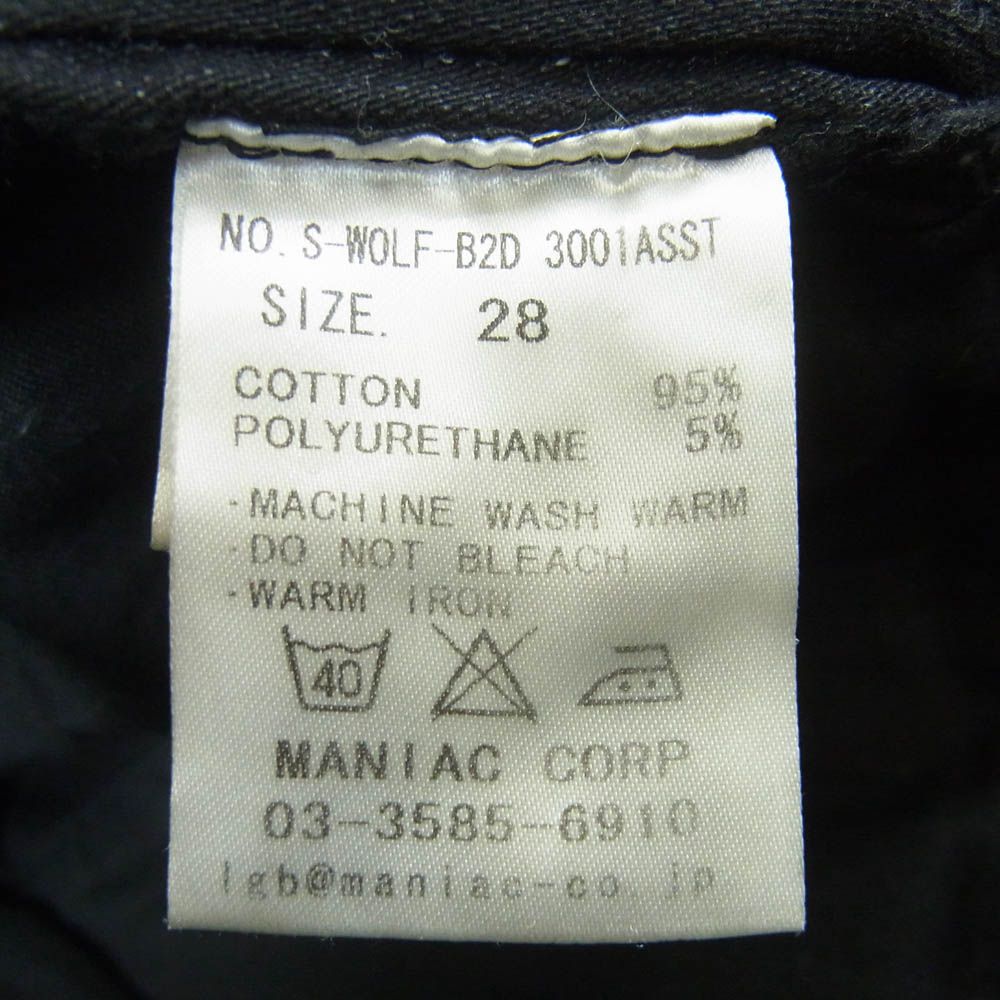 NO. S-WOLF-B2D 3001ASST
SIZE. 28
COTTON 95%
POLYURETHANE 5%
·MACHINE WASH WARM
·DO NOT BLEACH
·WARM IRON
40
MANIAC CORP
03-3585-6910
lgb@maniac-co.jp